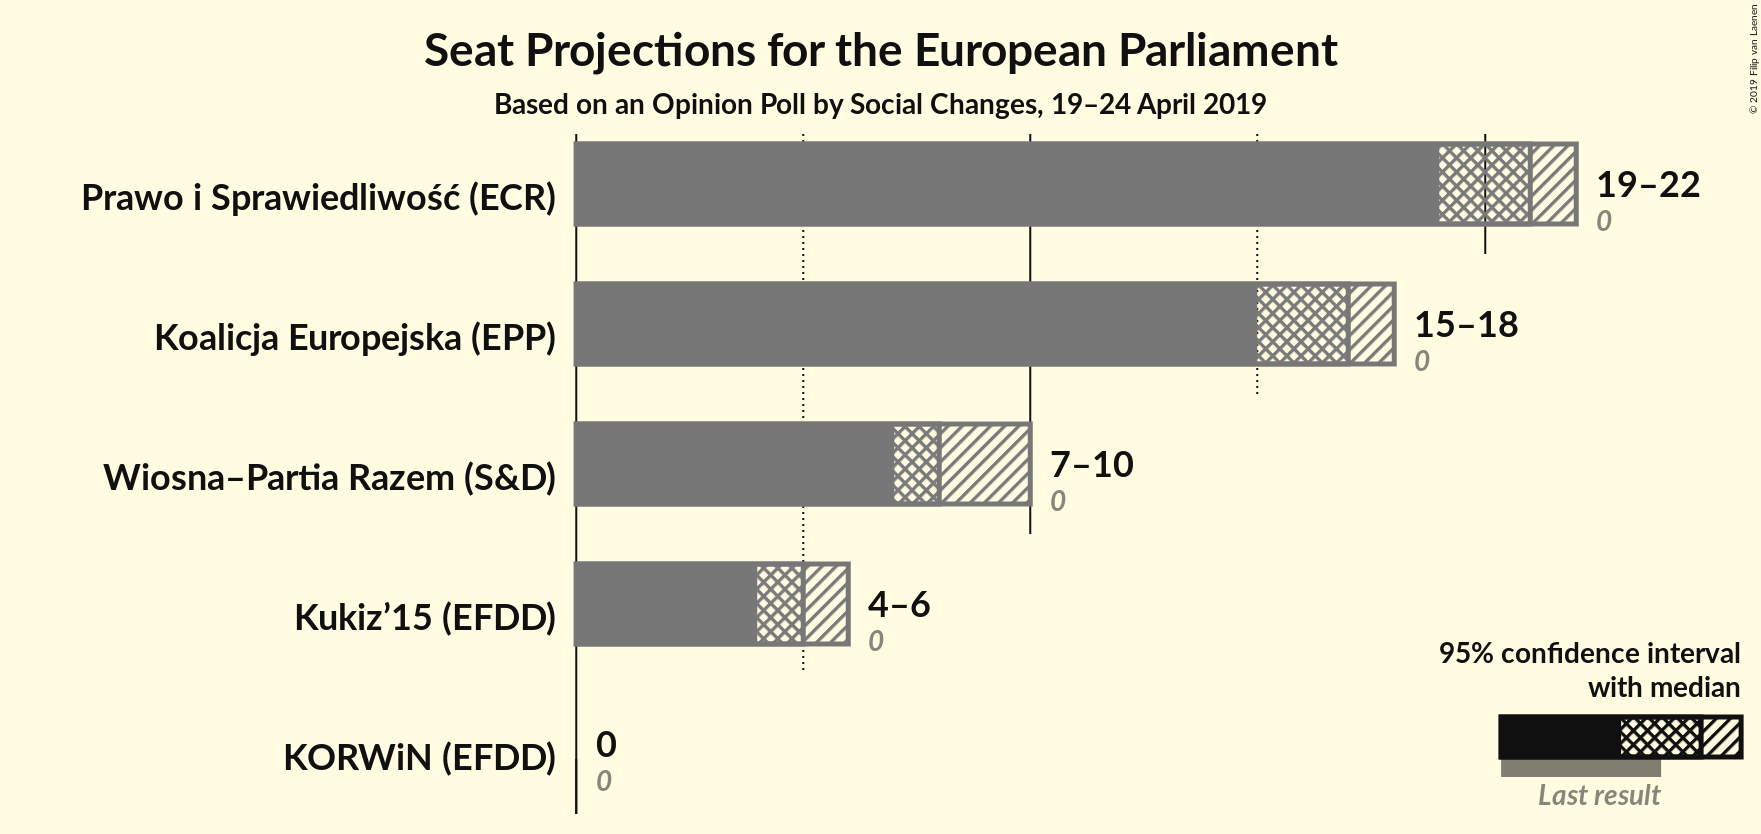 Seat Projections for the European Parliament
Based on an Opinion Poll by Social Changes, 19–24 April 2019
© 2019 Filip van Laenen
Prawo i Sprawiedliwość (ECR)
19–22
0
Koalicja Europejska (EPP)
15–18
0
Wiosna–Partia Razem (S&D)
7–10
0
Kukiz’15 (EFDD)
4–6
0
KORWiN (EFDD)
0
0
95% confidence interval
with median
Last result